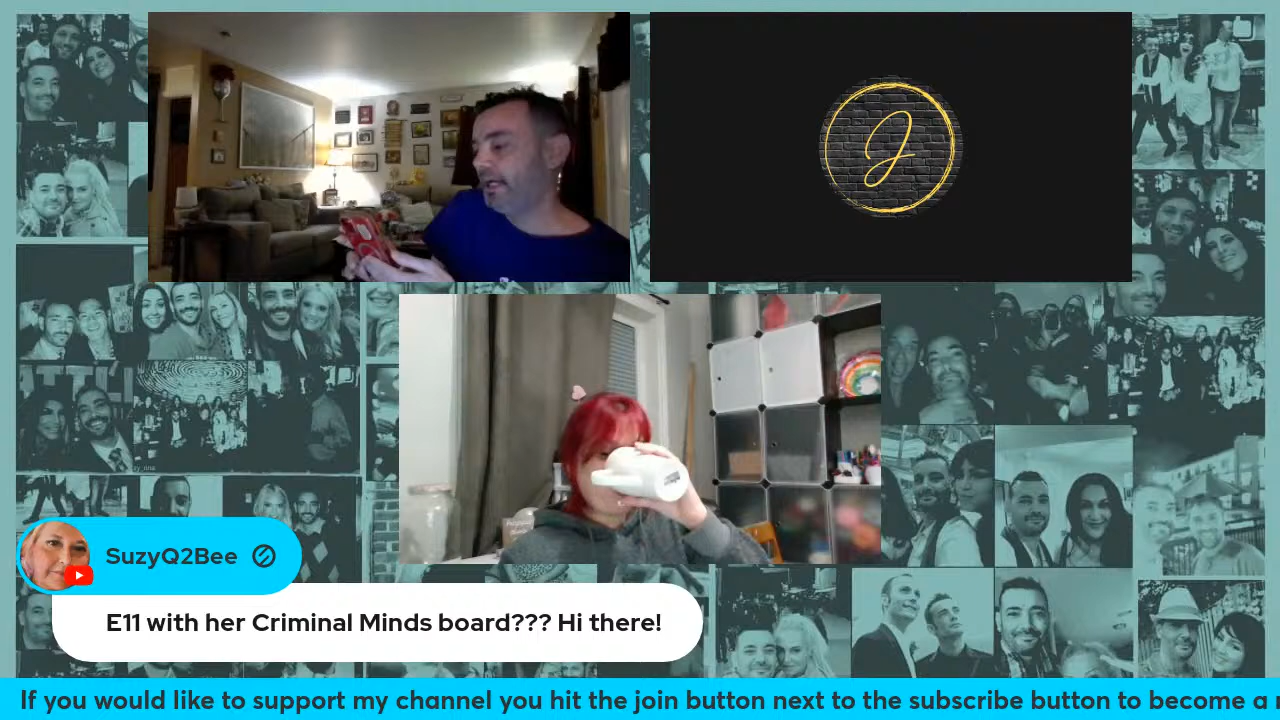 J
SuzyQ2Bee
E11 with her Criminal Minds board??? Hi there!
If you would like to support my channel you hit the join button next to the subscribe button to become a